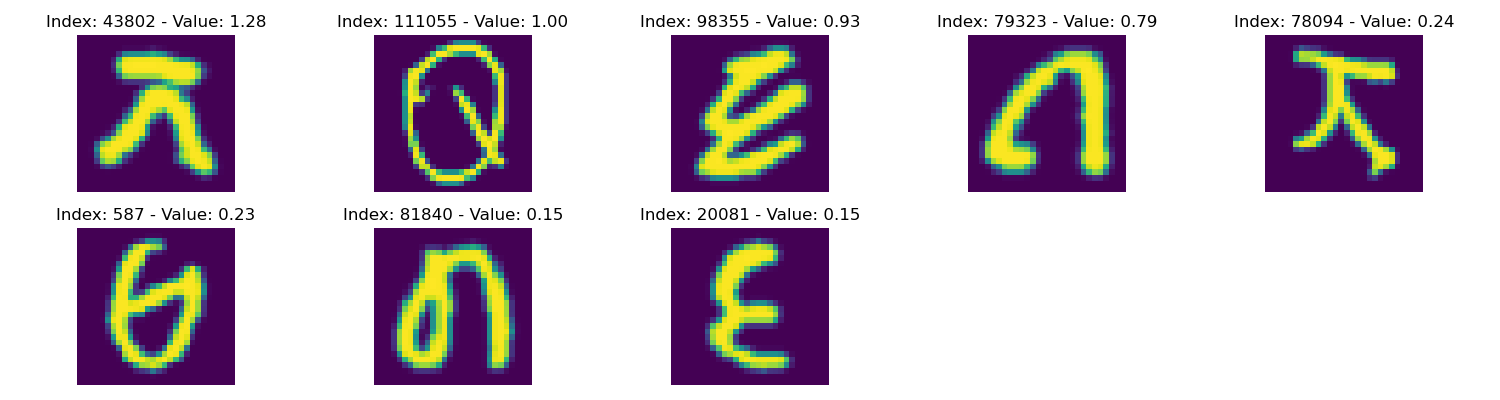 Index: 43802 - Value: 1.28 Index: 111055 - Value: 1.00 Index: 98355 - Value: 0.93 Index: 79323 - Value: 0.79 Index: 78094 - Value: 0.24
Index: 587 - Value: 0.23 Index: 81840 - Value: 0.15 Index: 20081 - Value: 0.15